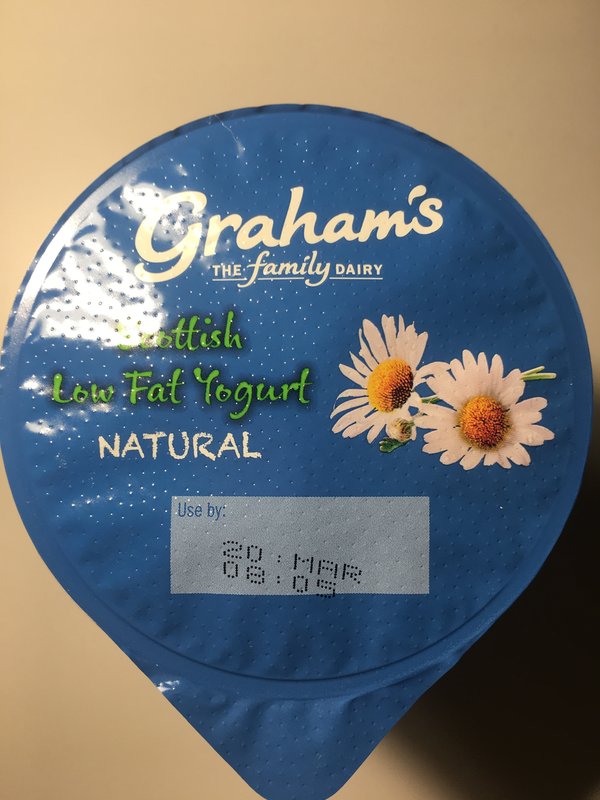 Graham's
THE family DAIRY
Scottish
Low Fat Yogurt
NATURAL
Use by:
20:MAR
08:05